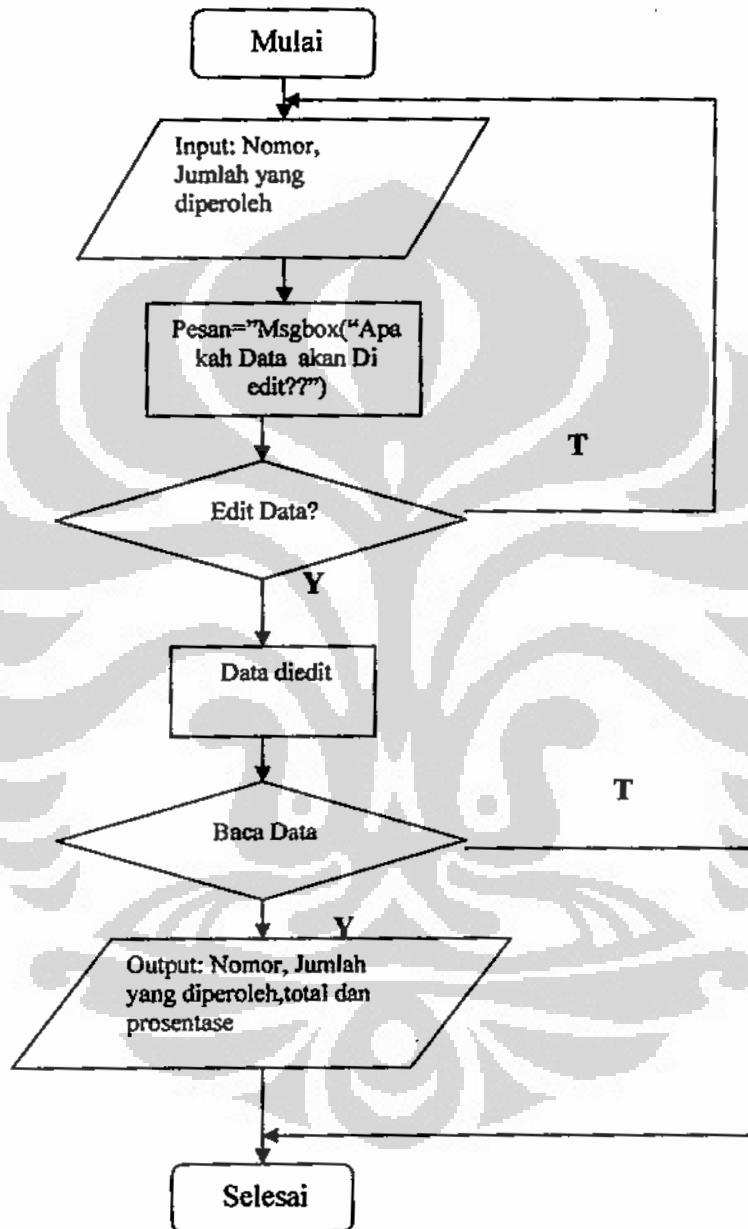 Mulai
Input: Nomor,
Jumlah yang
diperoleh
Pesan=”Msgbox(“Apa
kah Data akan Di
edit??”)
T
Edit Data?
Y
Data diedit
T
Baca Data
Y
Output: Nomor, Jumlah
yang diperoleh,total dan
prosentase
Selesai